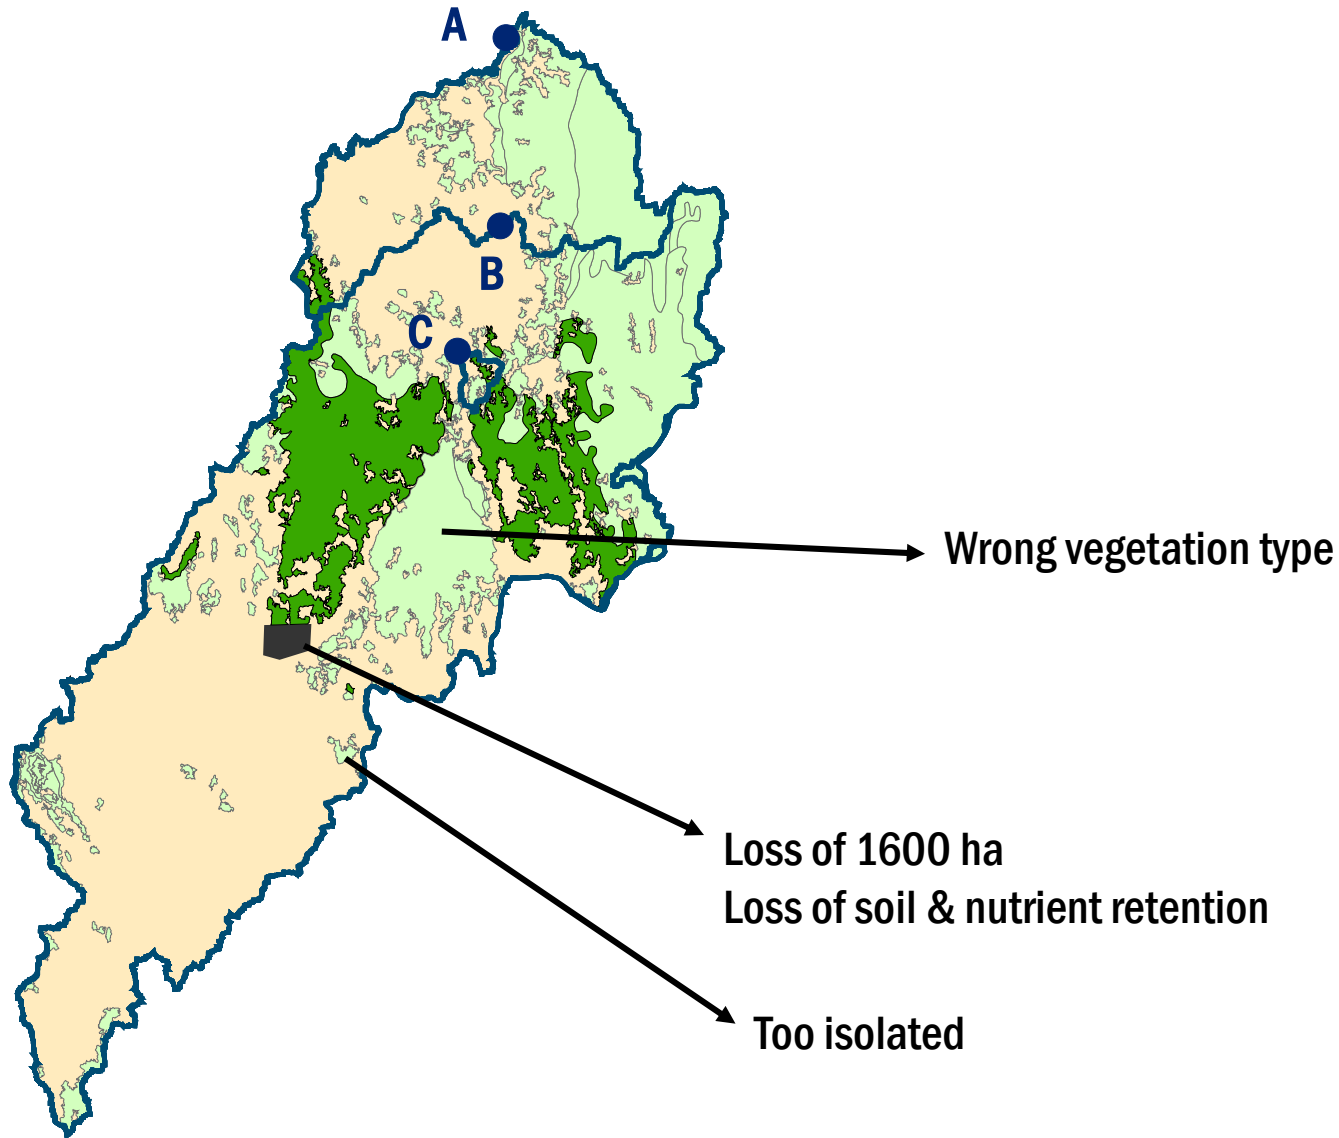 A
B
C
Wrong vegetation type
Loss of 1600 ha
Loss of soil & nutrient retention
Too isolated